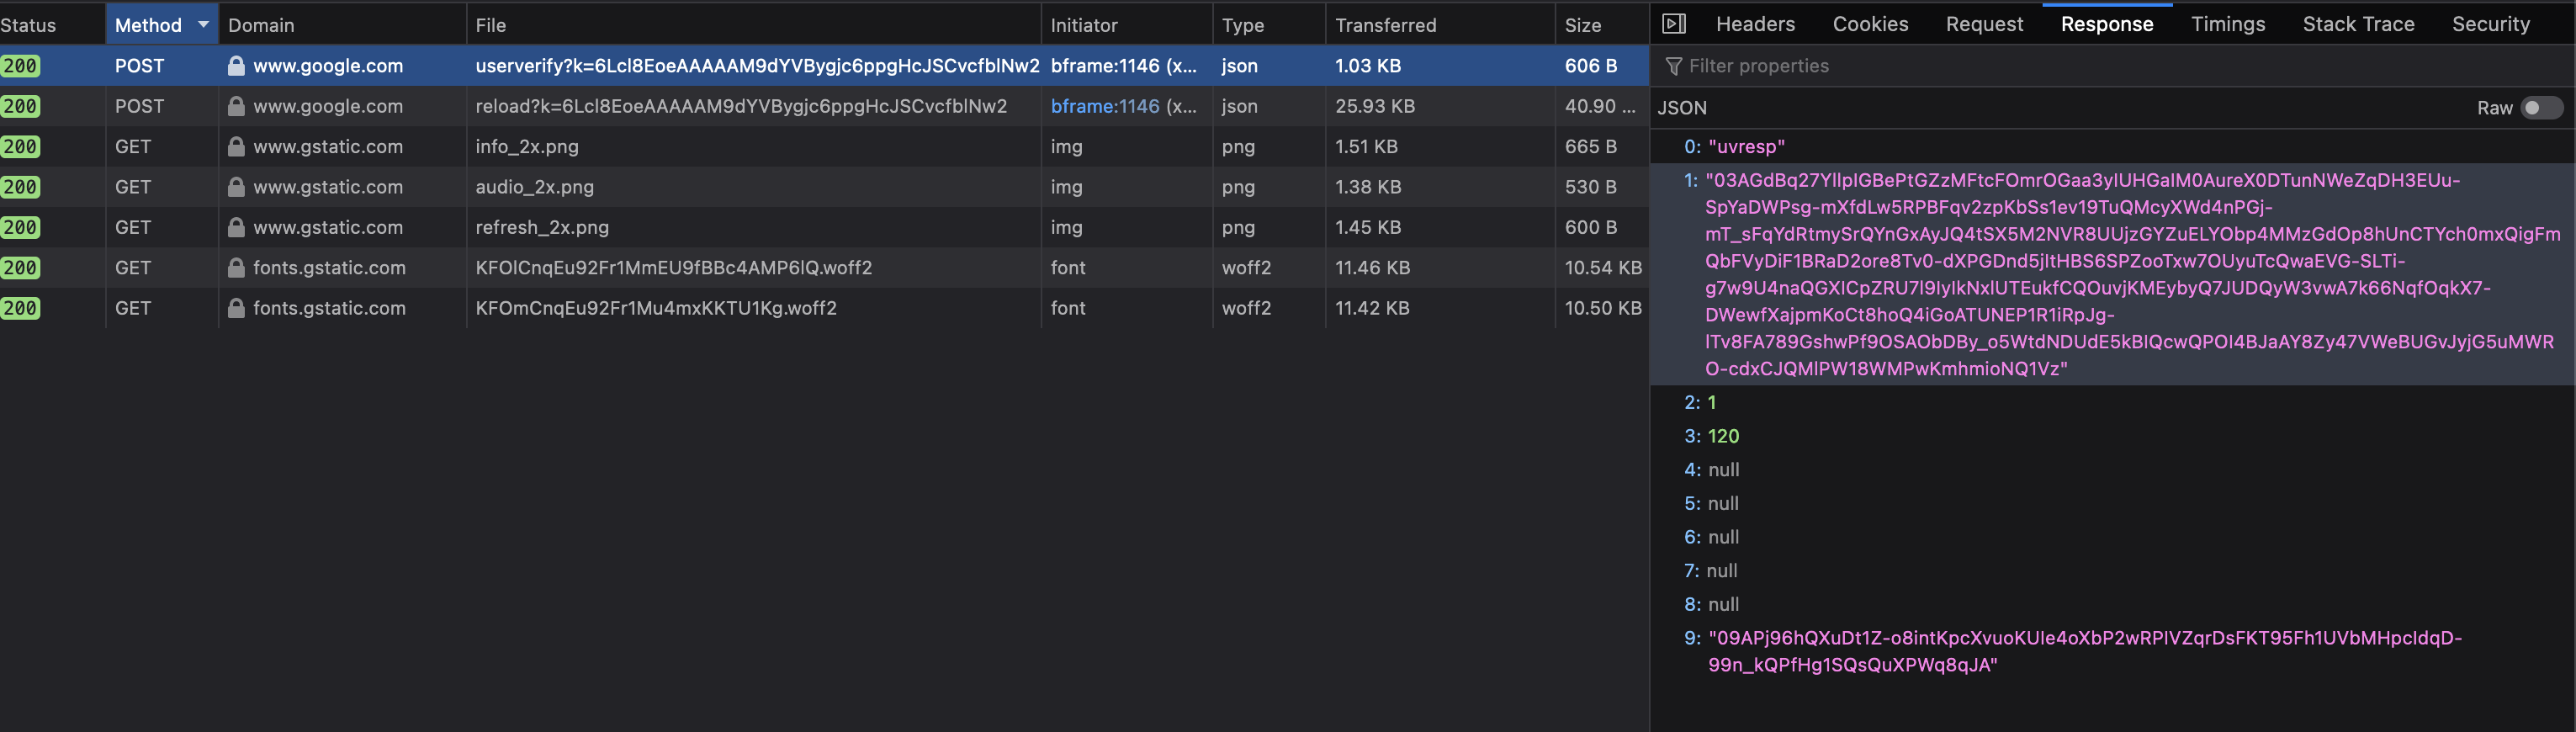 Status Method Domain File Initiator Type Transferred Size
200 POST www.google.com userverify?k=6Lcl8EoeAAAAAM9dYVBygjc6ppgHcJSCvcfblNw2 bframe:1146 (x... json 1.03 KB 606 B
200 POST www.google.com reload?k=6Lcl8EoeAAAAAM9dYVBygjc6ppgHcJSCvcfblNw2 bframe:1146 (x... json 25.93 KB 40.90 ...
200 GET www.gstatic.com info_2x.png img png 1.51 KB 665 B
200 GET www.gstatic.com audio_2x.png img png 1.38 KB 530 B
200 GET www.gstatic.com refresh_2x.png img png 1.45 KB 600 B
200 GET fonts.gstatic.com KFOlCnqEu92Fr1MmEU9fBBc4AMP6lQ.woff2 font woff2 11.46 KB 10.54 KB
200 GET fonts.gstatic.com KFOmCnqEu92Fr1Mu4mxKKTU1Kg.woff2 font woff2 11.42 KB 10.50 KB
Headers Cookies Request Response Timings Stack Trace Security
Filter properties
JSON Raw
0: "uvresp"
1: "03AGdBq27YllplGBePtGZzMFtcFOmrOGaa3ylUHGalM0AureX0DTunNWeZqDH3EUu-
SpYaDWPsg-mXfdLw5RPBFqv2zpKbSs1ev19TuQMcyXWd4nPGj-
mT_sFqYdRtmySrQYnGxAyJQ4tSX5M2NVR8UUjzGYZuELYObp4MMzGdOp8hUnCTYch0mxQigFm
QbFVyDiF1BRaD2ore8Tv0-dXPGDnd5jltHBS6SPZooTxw7OUyuTcQwaEVG-SLTi-
g7w9U4naQGXlCpZRU7l9IylkNxlUTEukfCQOuvjKMEybyQ7JUDQyW3vwA7k66NqfOqkX7-
DWewfXajpmKoCt8hoQ4iGoATUNEP1R1iRpJg-
lTv8FA789GshwPf9OSAObDBy_o5WtdNDUdE5kBlQcwQPOl4BJaAY8Zy47VWeBUGvJyjG5uMWR
O-cdxCJQMlPW18WMPwKmhmioNQ1Vz"
2: 1
3: 120
4: null
5: null
6: null
7: null
8: null
9: "09APj96hQXuDt1Z-o8intKpcXvuoKUle4oXbP2wRPlVZqrDsFKT95Fh1UVbMHpcldqD-
99n_kQPfHg1SQsQuXPWq8qJA"